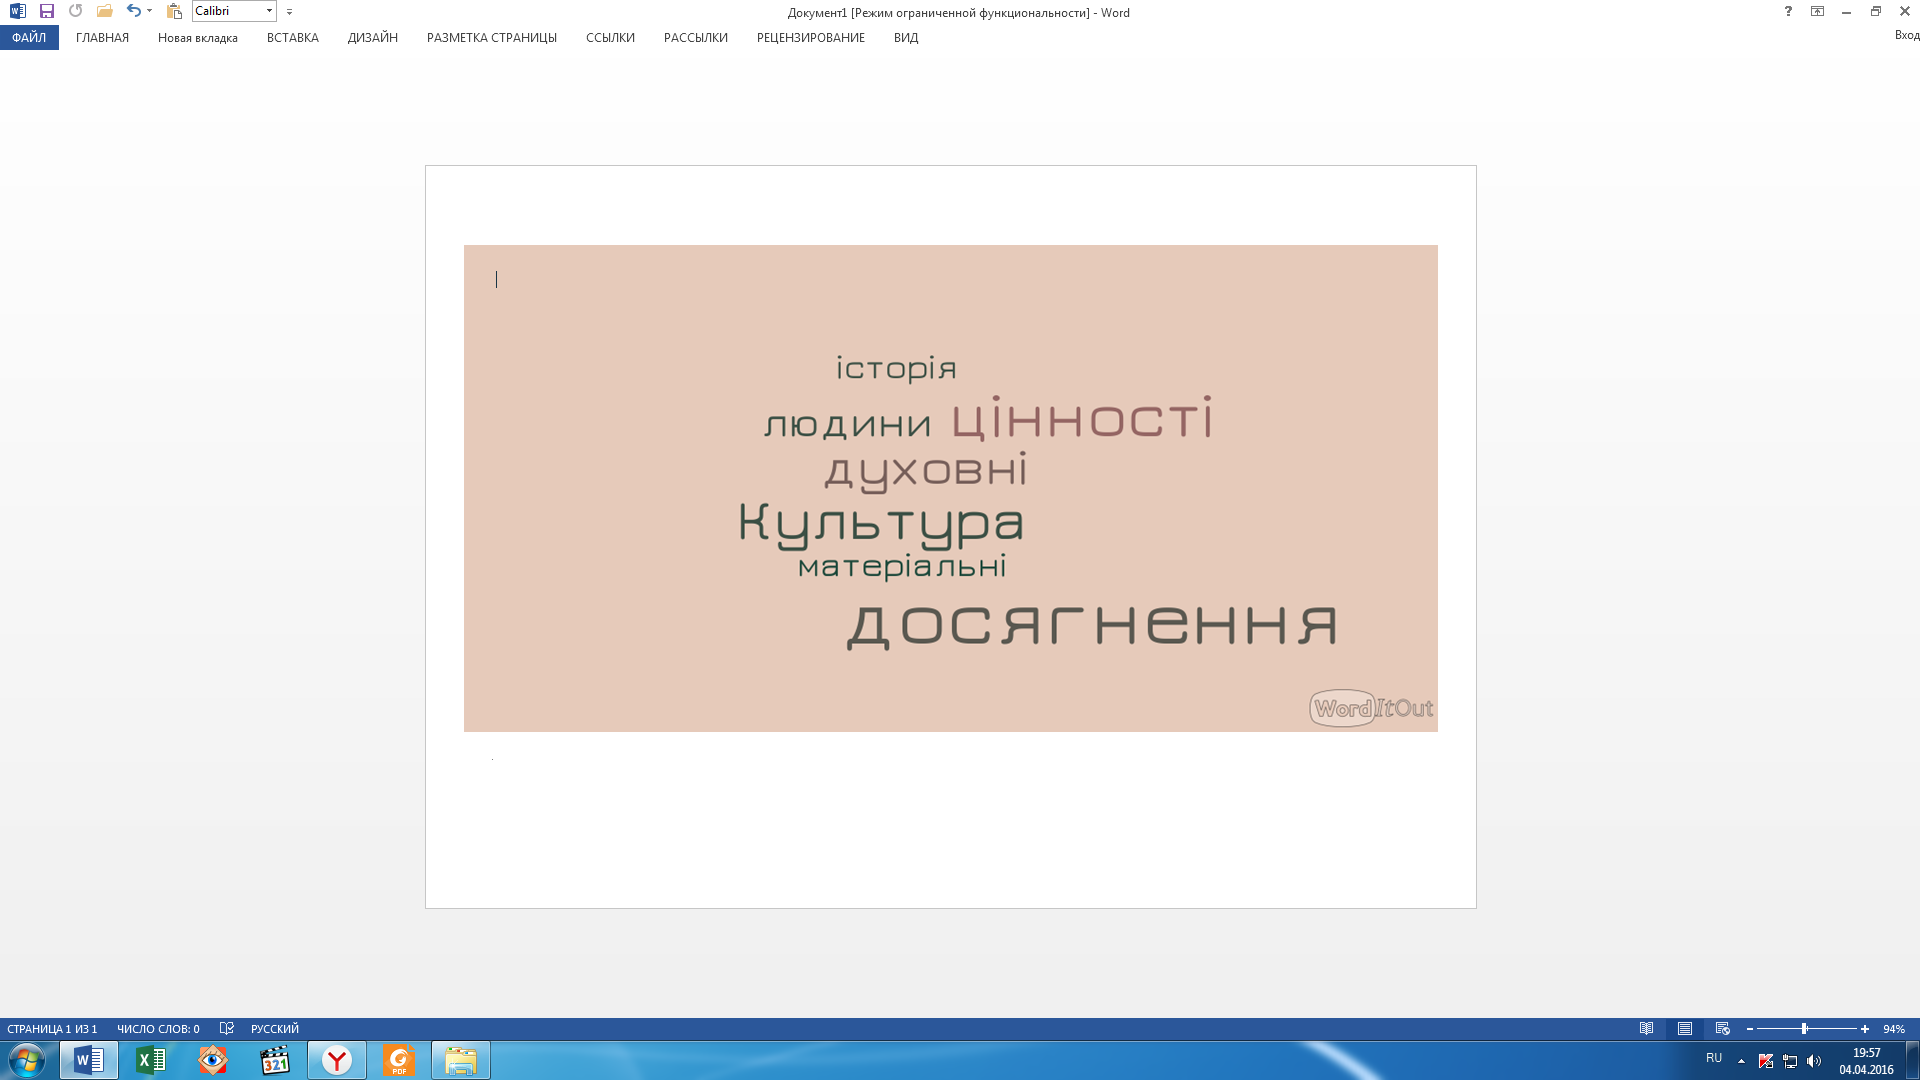 Calibri
Документ1 [Режим ограниченной функциональности] - Word
?
ФАЙЛ ГЛАВНАЯ Новая вкладка ВСТАВКА ДИЗАЙН РАЗМЕТКА СТРАНИЦЫ ССЫЛКИ РАССЫЛКИ РЕЦЕНЗИРОВАНИЕ ВИД
Вход
історія
людини цінності
духовні
Культура
матеріальні
досягнення
WordItOut
СТРАНИЦА 1 ИЗ 1 ЧИСЛО СЛОВ: 0 РУССКИЙ 94%
321
PDF
RU
19:57
04.04.2016